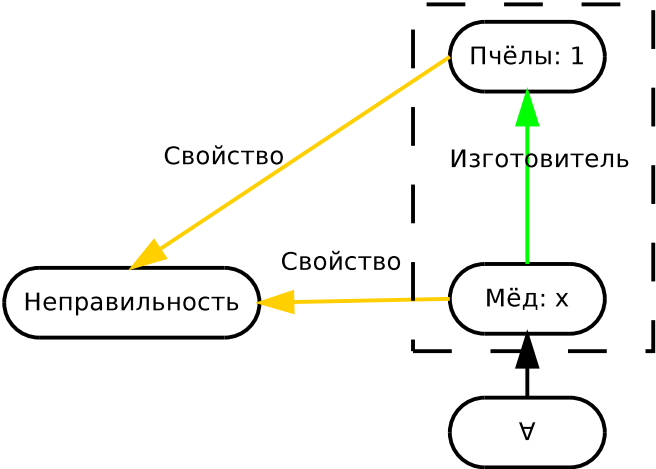 Пчёлы: 1
Свойство
Изготовитель
Свойство
Неправильность
Мёд: x
∀